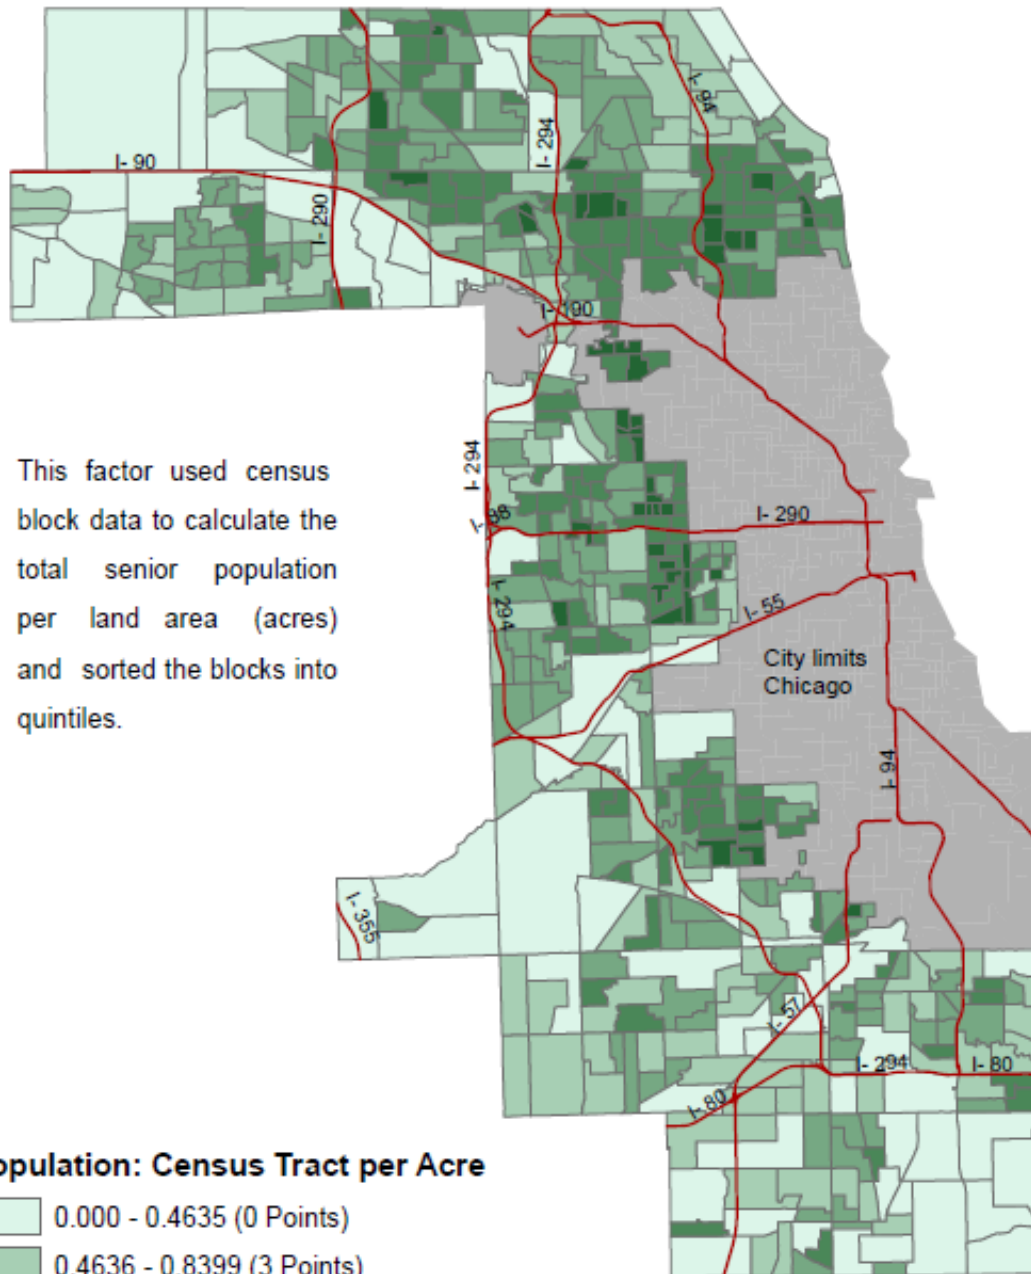 I- 94
I- 294
I- 90
I- 290
I- 190
This factor used census
block data to calculate the
total senior population
per land area (acres)
and sorted the blocks into
quintiles.
I- 294
I- 88
I- 290
I- 294
I- 55
City limits
Chicago
I- 94
I- 355
I- 57
I- 294
I- 80
I- 80
opulation: Census Tract per Acre
0.000 - 0.4635 (0 Points)
0.4636 - 0.8399 (3 Points)